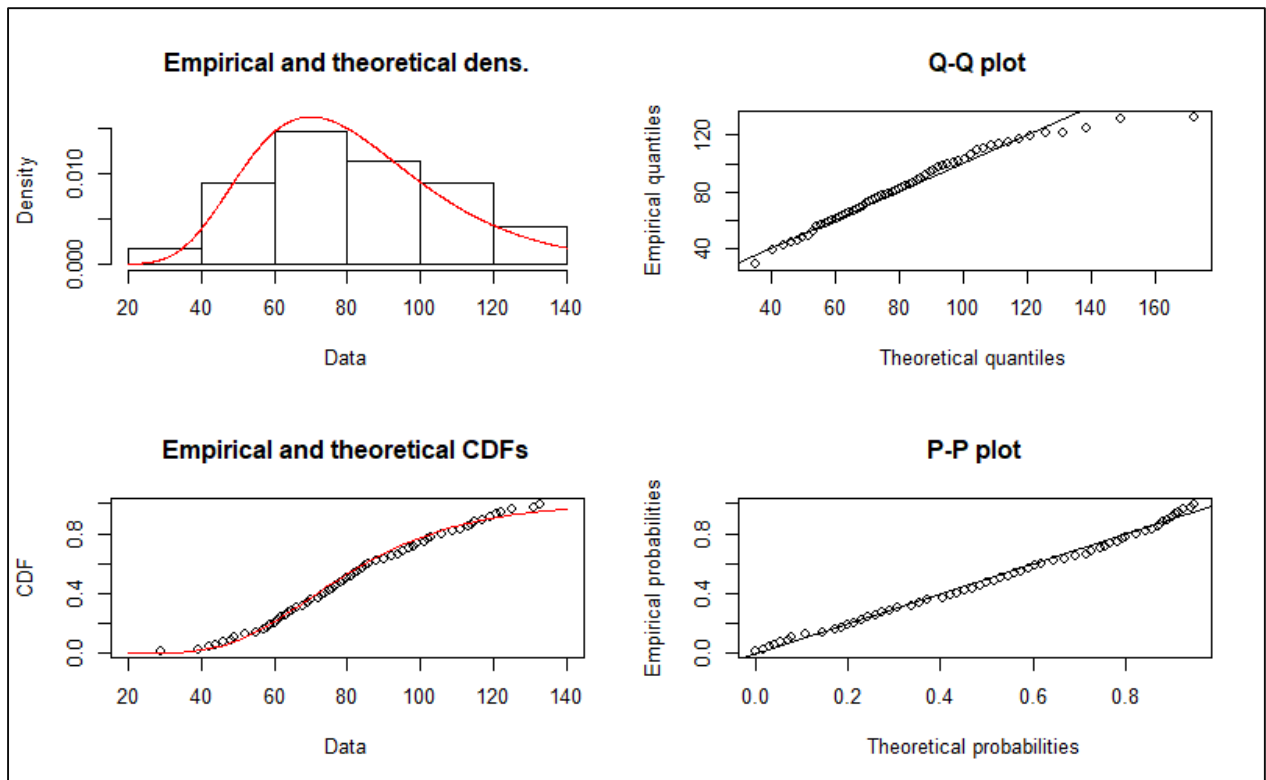 Empirical and theoretical dens.
Density
0.000
0.010
20 40 60 80 100 120 140
Data
Q-Q plot
Empirical quantiles
40
80
120
40 60 80 100 120 140 160
Theoretical quantiles
Empirical and theoretical CDFs
CDF
0.0
0.4
0.8
20 40 60 80 100 120 140
Data
P-P plot
Empirical probabilities
0.0
0.4
0.8
0.0 0.2 0.4 0.6 0.8
Theoretical probabilities